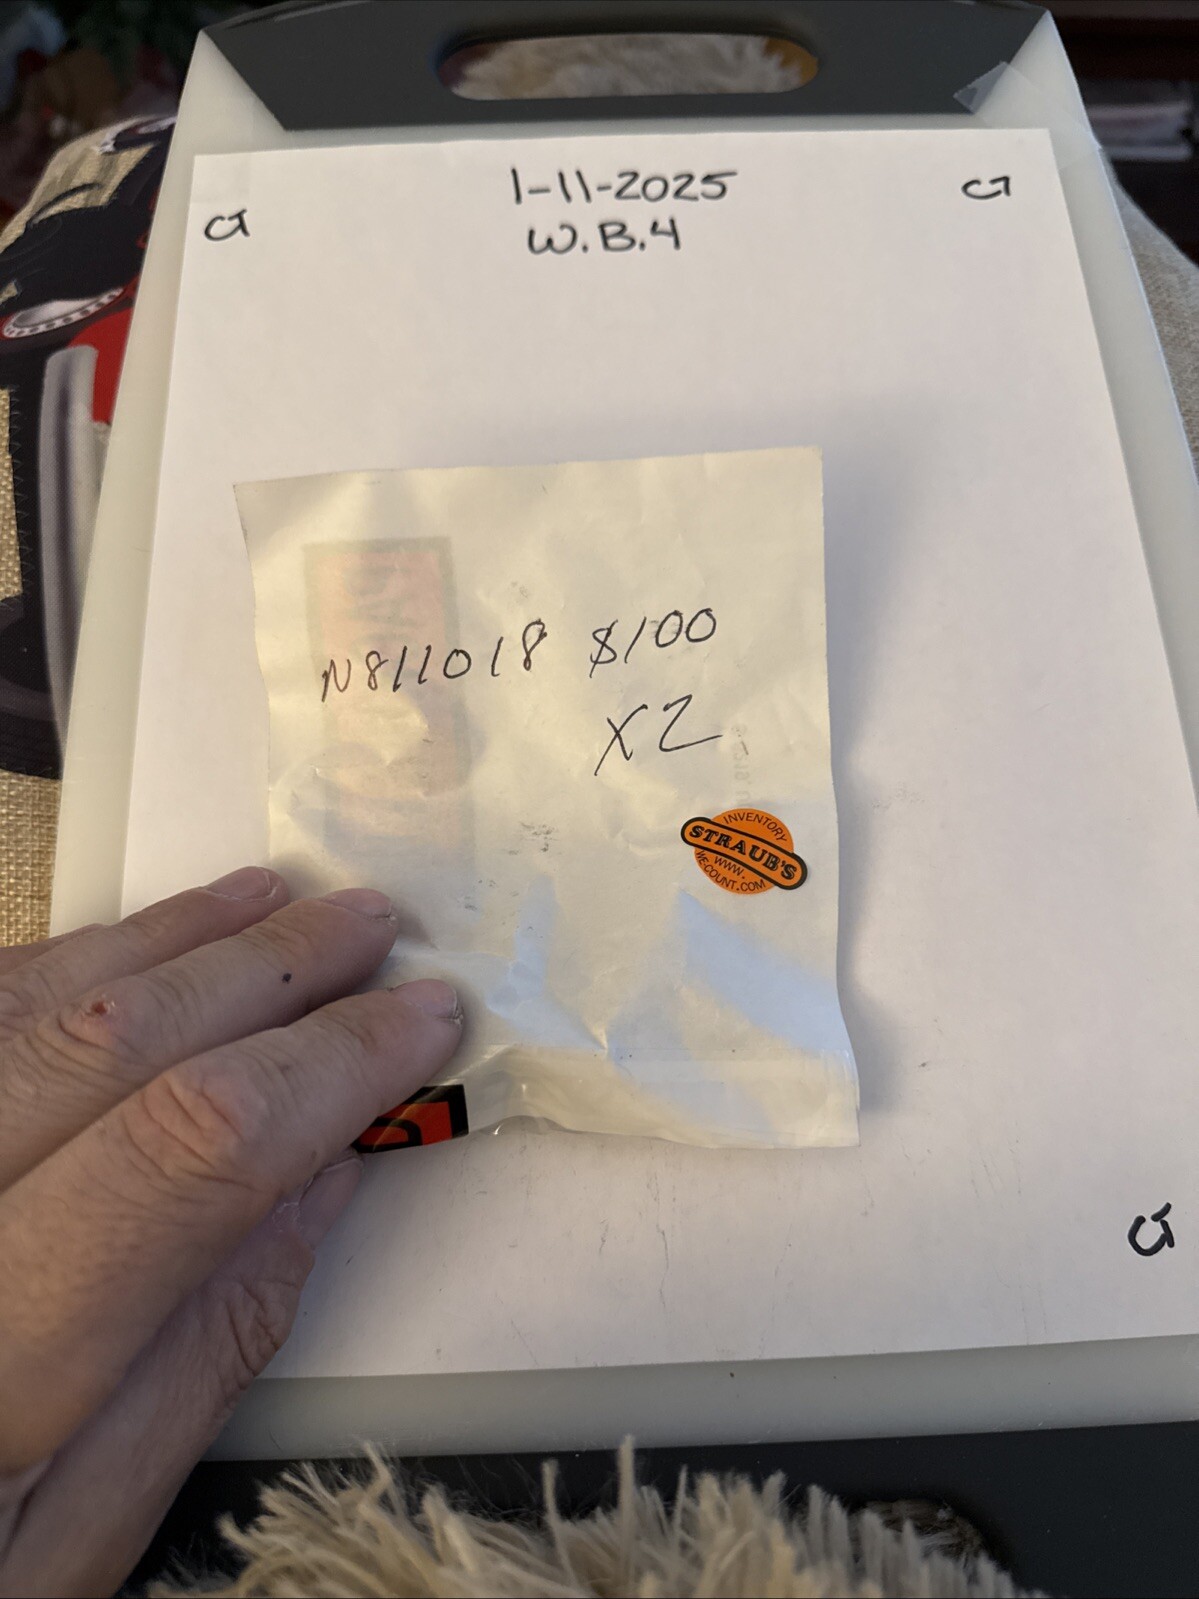 1-11-2025
W.B.4
N811018 $100
X2
INVENTORY
STRAUB'S
WWW.
WE-COUNT.COM